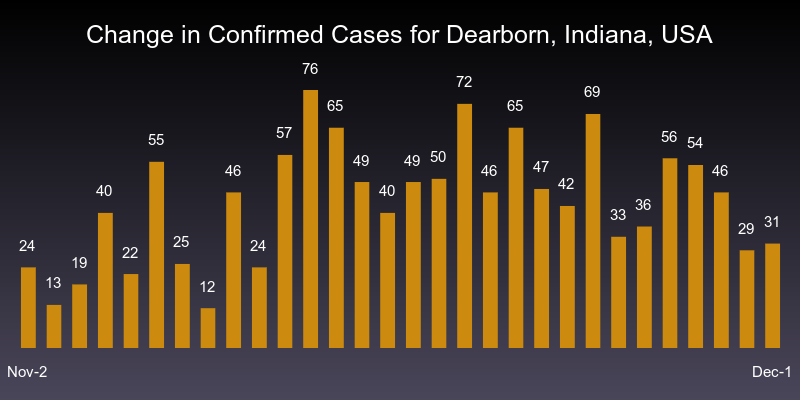 Change in Confirmed Cases for Dearborn, Indiana, USA
24 13 19 40 22 55 25 12 46 24 57 76 65 49 40 49 50 72 46 65 47 42 69 33 36 56 54 46 29 31
Nov-2 Dec-1